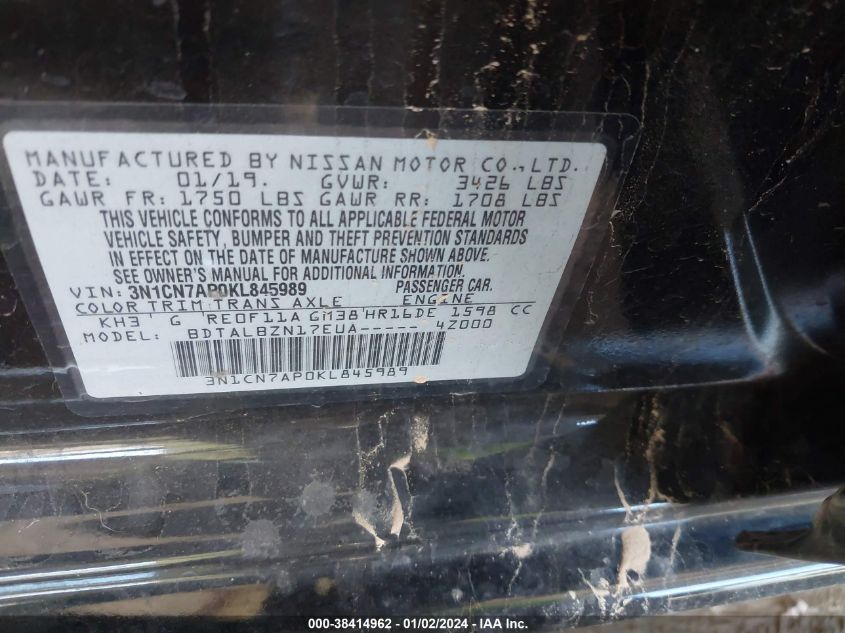 MANUFACTURED BY NISSAN MOTOR CO., LTD.
DATE: 01/19. GVWR: 3426 LBS
GAWR FR: 1750 LBS GAWR RR: 1708 LBS
THIS VEHICLE CONFORMS TO ALL APPLICABLE FEDERAL MOTOR
VEHICLE SAFETY, BUMPER AND THEFT PREVENTION STANDARDS
IN EFFECT ON THE DATE OF MANUFACTURE SHOWN ABOVE.
SEE OWNER'S MANUAL FOR ADDITIONAL INFORMATION.
VIN: 3N1CN7AP0KL845989 PASSENGER CAR.
COLOR TRIM TRANS AXLE ENGINE
KH3 G RE0F11A GM38 HR16DE 1598 CC
MODEL: BDTALBZN17EUA----- 4Z000
3N1CN7AP0KL845989
000-38414962 - 01/02/2024 - IAA Inc.